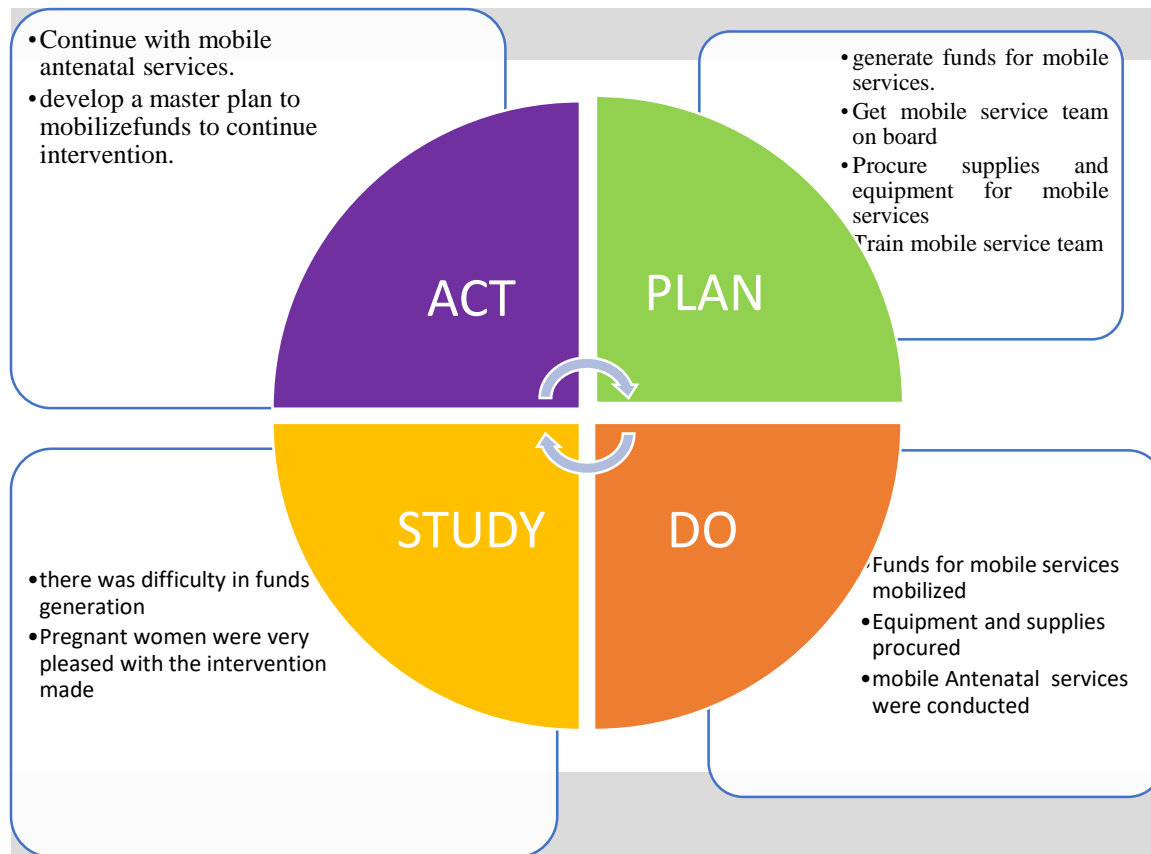 •Continue with mobile
antenatal services.
•develop a master plan to
mobilizefunds to continue
intervention.
•generate funds for mobile
services.
•Get mobile service team
on board
•Procure supplies and
equipment for mobile
services
Train mobile service team
ACT
PLAN
STUDY
DO
•there was difficulty in funds
generation
•Pregnant women were very
pleased with the intervention
made
•Funds for mobile services
mobilized
•Equipment and supplies
procured
•mobile Antenatal services
were conducted